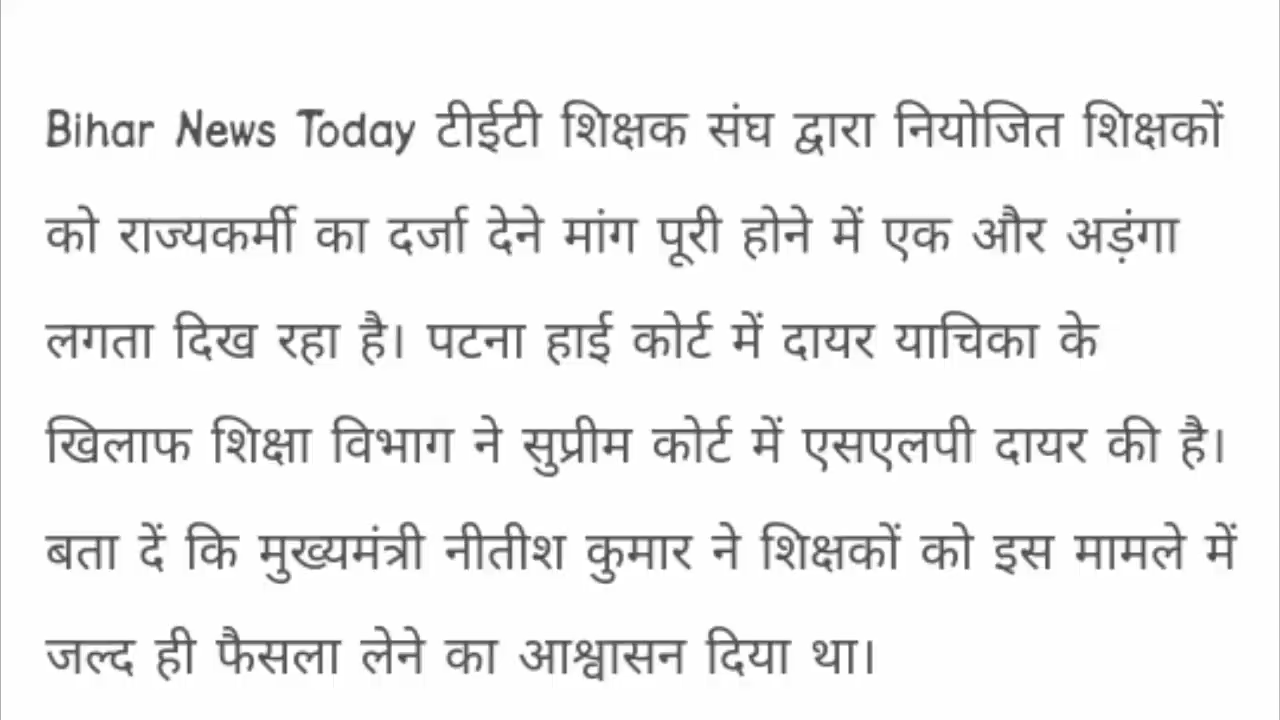 Bihar News Today टीईटी शिक्षक संघ द्वारा नियोजित शिक्षकों
को राज्यकर्मी का दर्जा देने मांग पूरी होने में एक और अड़ंगा
लगता दिख रहा है। पटना हाई कोर्ट में दायर याचिका के
खिलाफ शिक्षा विभाग ने सुप्रीम कोर्ट में एसएलपी दायर की है।
बता दें कि मुख्यमंत्री नीतीश कुमार ने शिक्षकों को इस मामले में
जल्द ही फैसला लेने का आश्वासन दिया था।